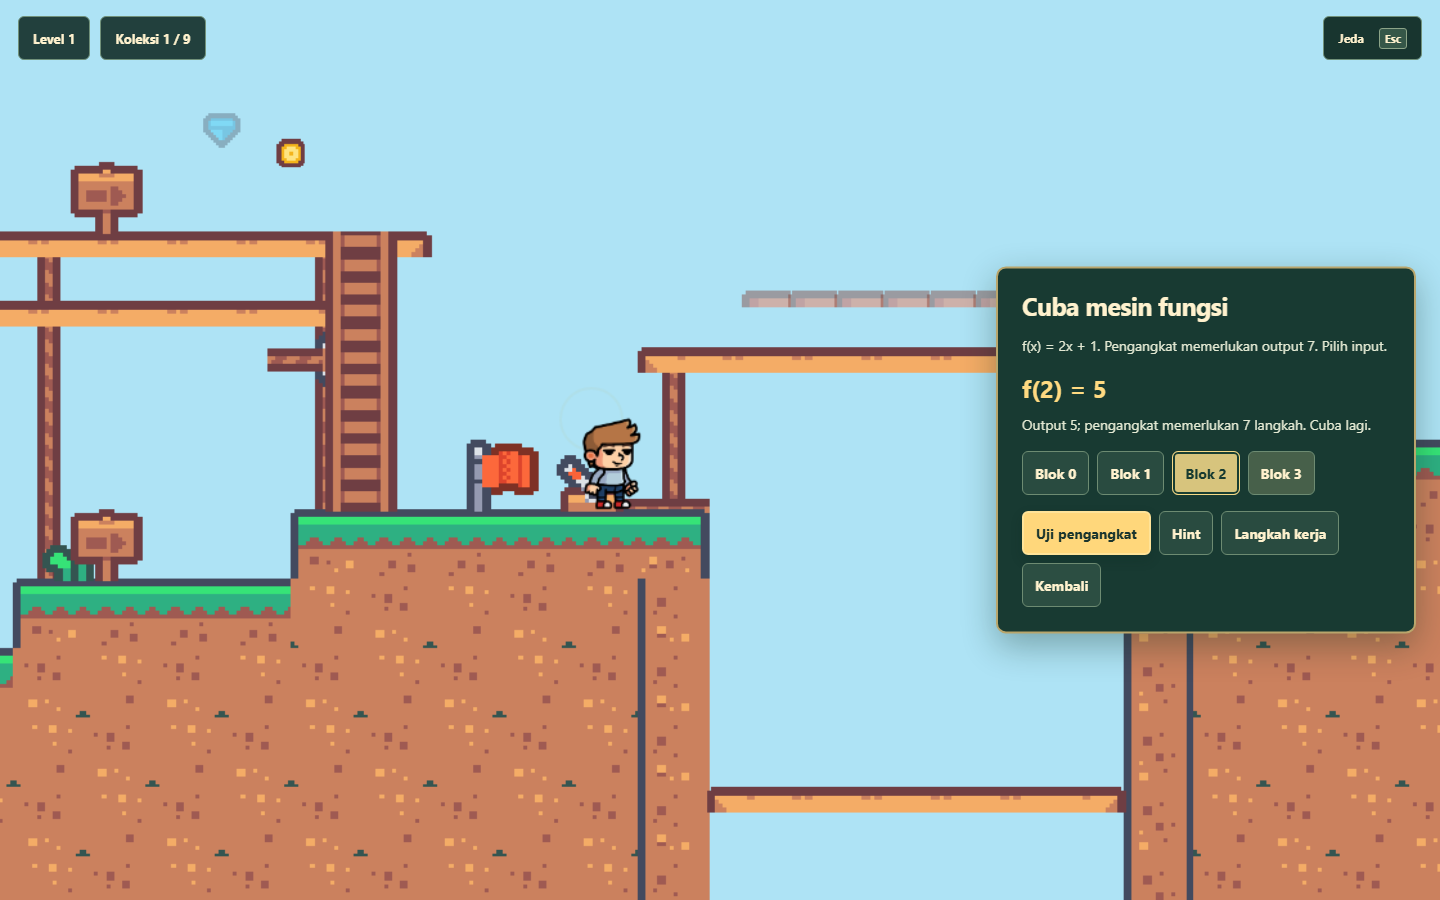 Level 1
Koleksi 1 / 9
Jeda Esc
Cuba mesin fungsi
f(x) = 2x + 1. Pengangkat memerlukan output 7. Pilih input.
f(2) = 5
Output 5; pengangkat memerlukan 7 langkah. Cuba lagi.
Blok 0 Blok 1 Blok 2 Blok 3
Uji pengangkat Hint Langkah kerja
Kembali